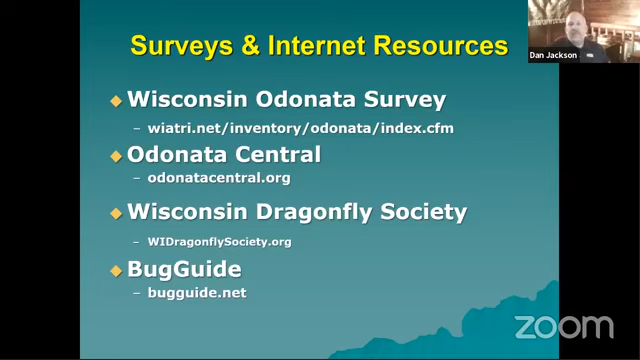 Surveys & Internet Resources
Dan Jackson
Wisconsin Odonata Survey
– wiatri.net/inventory/odonata/index.cfm
Odonata Central
– odonatacentral.org
Wisconsin Dragonfly Society
– WIDragonflySociety.org
BugGuide
– bugguide.net
zoom